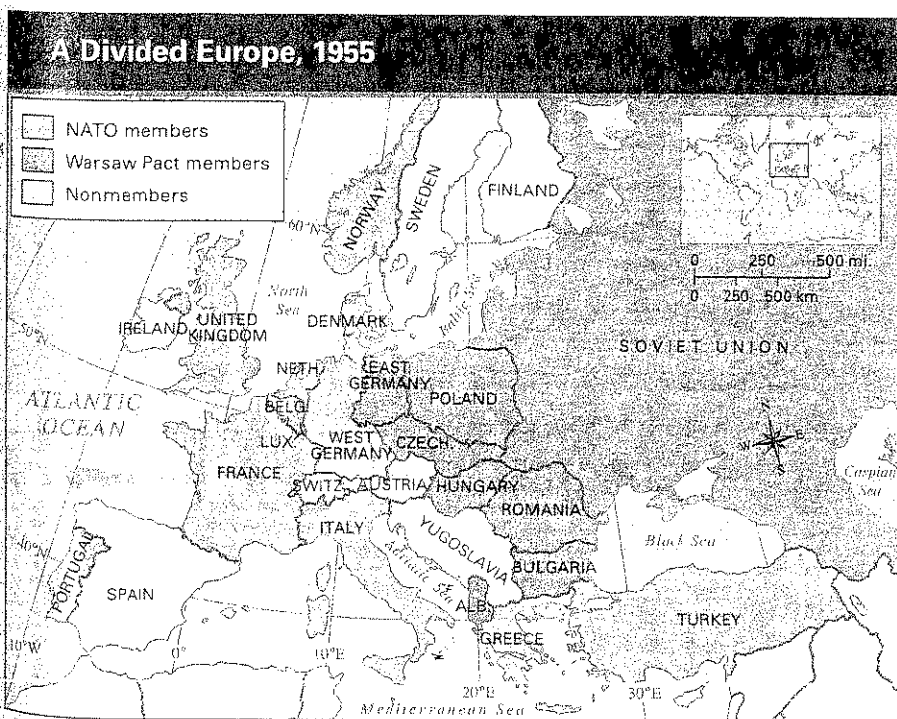 A Divided Europe, 1955
NATO members
Warsaw Pact members
Nonmembers
NORWAY
SWEDEN
FINLAND
60°N
0 250 500 mi.
0 250 500 km
North
Sea
Baltic Sea
IRELAND
UNITED
KINGDOM
DENMARK
SOVIET UNION
50°N
NETH
EAST
GERMANY
POLAND
ATLANTIC
OCEAN
BELG
LUX
WEST
GERMANY
CZECH
N
W E
S
FRANCE
SWITZ
AUSTRIA
HUNGARY
ROMANIA
Caspian
Sea
ITALY
YUGOSLAVIA
Black Sea
40°N
PORTUGAL
SPAIN
Adriatic
Sea
BULGARIA
ALB
GREECE
TURKEY
10°W
0°
10°E
20°E
30°E
Mediterranean Sea